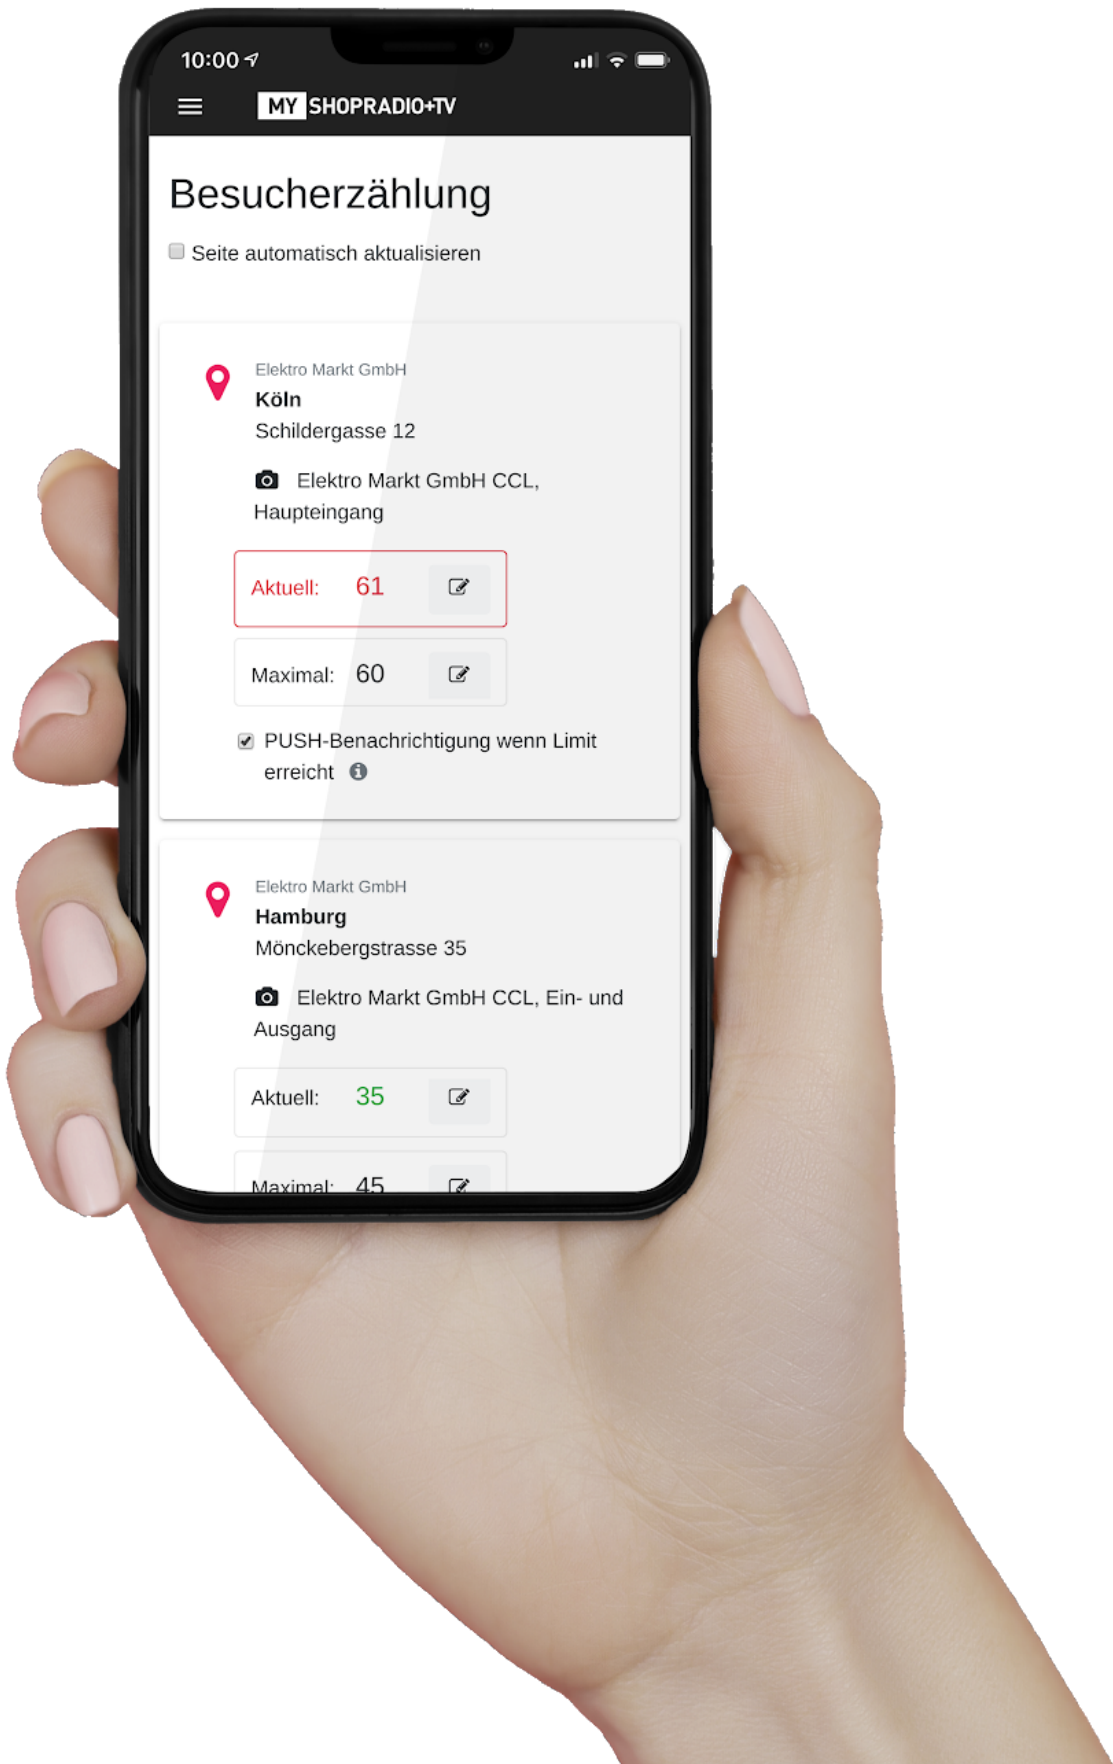 10:00
MY SHOPRADIO+TV
Besucherzählung
Seite automatisch aktualisieren
Elektro Markt GmbH
Köln
Schildergasse 12
Elektro Markt GmbH CCL,
Haupteingang
Aktuell: 61
Maximal: 60
PUSH-Benachrichtigung wenn Limit
erreicht
Elektro Markt GmbH
Hamburg
Mönckebergstrasse 35
Elektro Markt GmbH CCL, Ein- und
Ausgang
Aktuell: 35
Maximal: 45